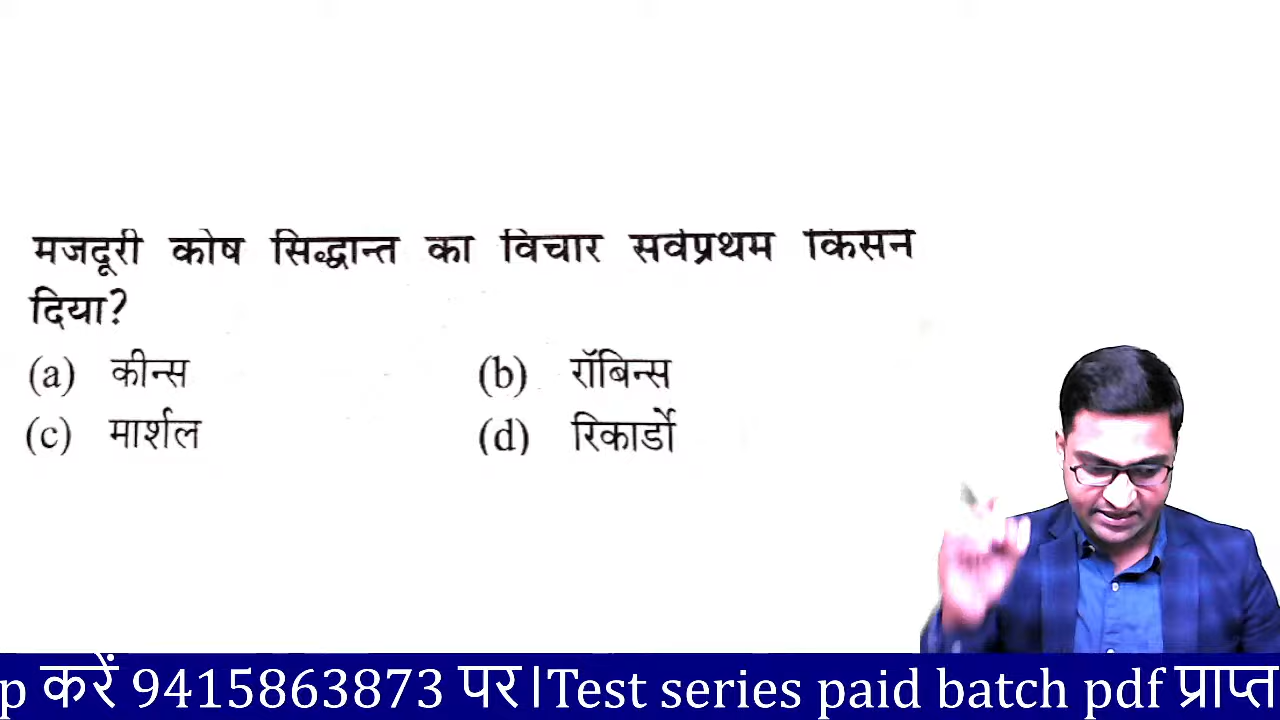 मजदूरी कोष सिद्धान्त का विचार सर्वप्रथम किसने
दिया?
(a) कीन्स (b) रॉबिन्स
(c) मार्शल (d) रिकार्डो
p करें 9415863873 पर।Test series paid batch pdf प्राप्त